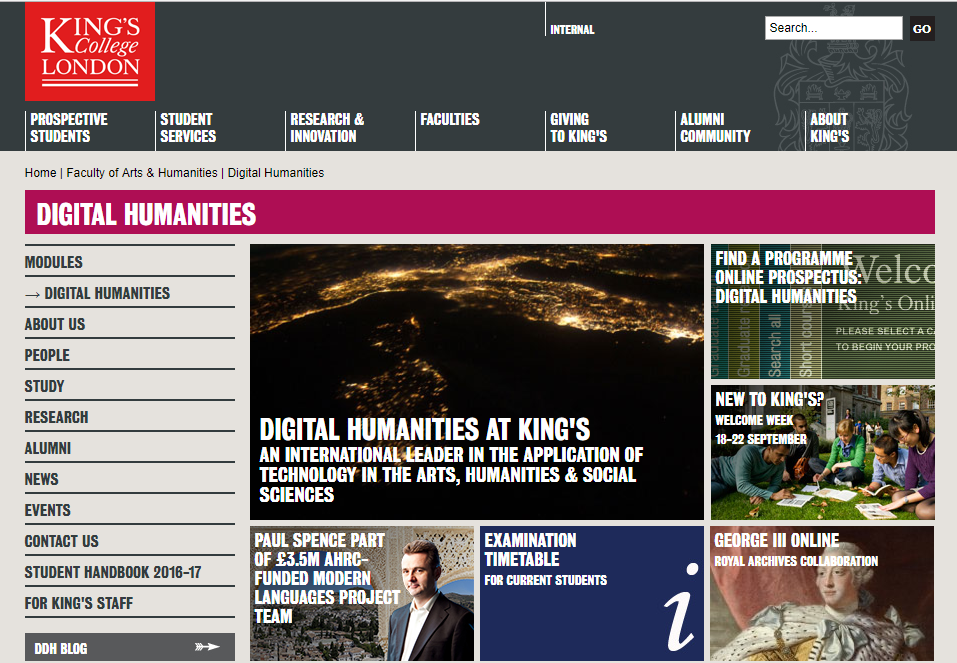 KING'S
College
LONDON
INTERNAL
Search...
GO
PROSPECTIVE
STUDENTS
STUDENT
SERVICES
RESEARCH &
INNOVATION
FACULTIES
GIVING
TO KING'S
ALUMNI
COMMUNITY
ABOUT
KING'S
Home | Faculty of Arts & Humanities | Digital Humanities
DIGITAL HUMANITIES
MODULES
→ DIGITAL HUMANITIES
ABOUT US
PEOPLE
STUDY
RESEARCH
ALUMNI
NEWS
EVENTS
CONTACT US
STUDENT HANDBOOK 2016-17
FOR KING'S STAFF
DDH BLOG
DIGITAL HUMANITIES AT KING'S
AN INTERNATIONAL LEADER IN THE APPLICATION OF
TECHNOLOGY IN THE ARTS, HUMANITIES & SOCIAL
SCIENCES
FIND A PROGRAMME
ONLINE PROSPECTUS:
DIGITAL HUMANITIES
Welco
King's Onli
PLEASE SELECT A CA
TO BEGIN YOUR PRO
Graduate
Search all
Short cours
NEW TO KING'S?
WELCOME WEEK
18–22 SEPTEMBER
PAUL SPENCE PART
OF £3.5M AHRC-
FUNDED MODERN
LANGUAGES PROJECT
TEAM
EXAMINATION
TIMETABLE
FOR CURRENT STUDENTS
i
GEORGE III ONLINE
ROYAL ARCHIVES COLLABORATION